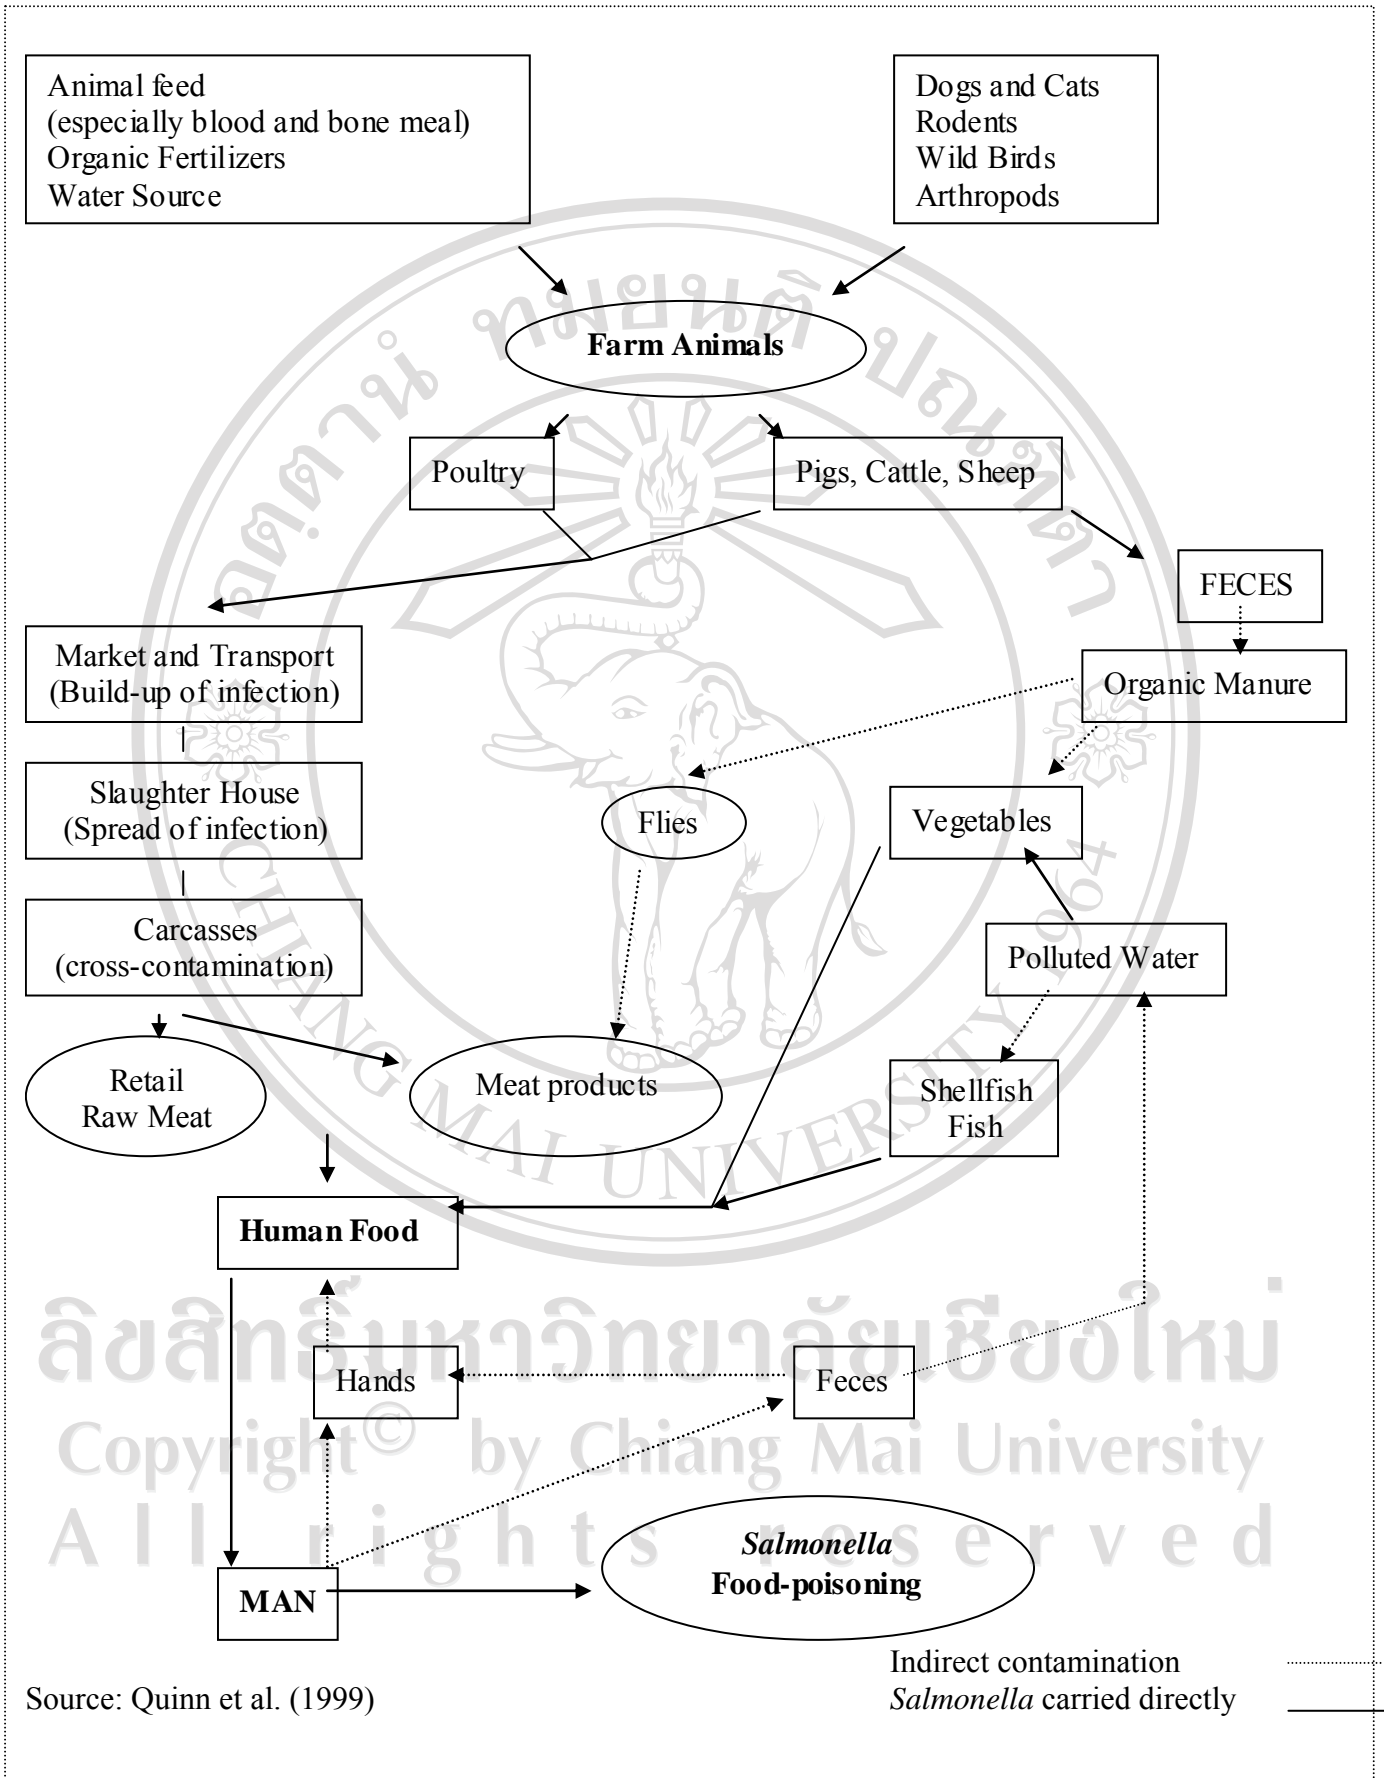 Animal feed
(especially blood and bone meal)
Organic Fertilizers
Water Source
Dogs and Cats
Rodents
Wild Birds
Arthropods
Farm Animals
Poultry
Pigs, Cattle, Sheep
FECES
Market and Transport
(Build-up of infection)
Organic Manure
Slaughter House
(Spread of infection)
Flies
Vegetables
Carcasses
(cross-contamination)
Polluted Water
Retail
Raw Meat
Meat products
Shellfish
Fish
Human Food
Hands
Feces
MAN
Salmonella
Food-poisoning
Indirect contamination
Salmonella carried directly
Source: Quinn et al. (1999)
CHIANG MAI UNIVERSITY 1964
ลิขสิทธิ์มหาวิทยาลัยเชียงใหม่
Copyright© by Chiang Mai University
All rights reserved